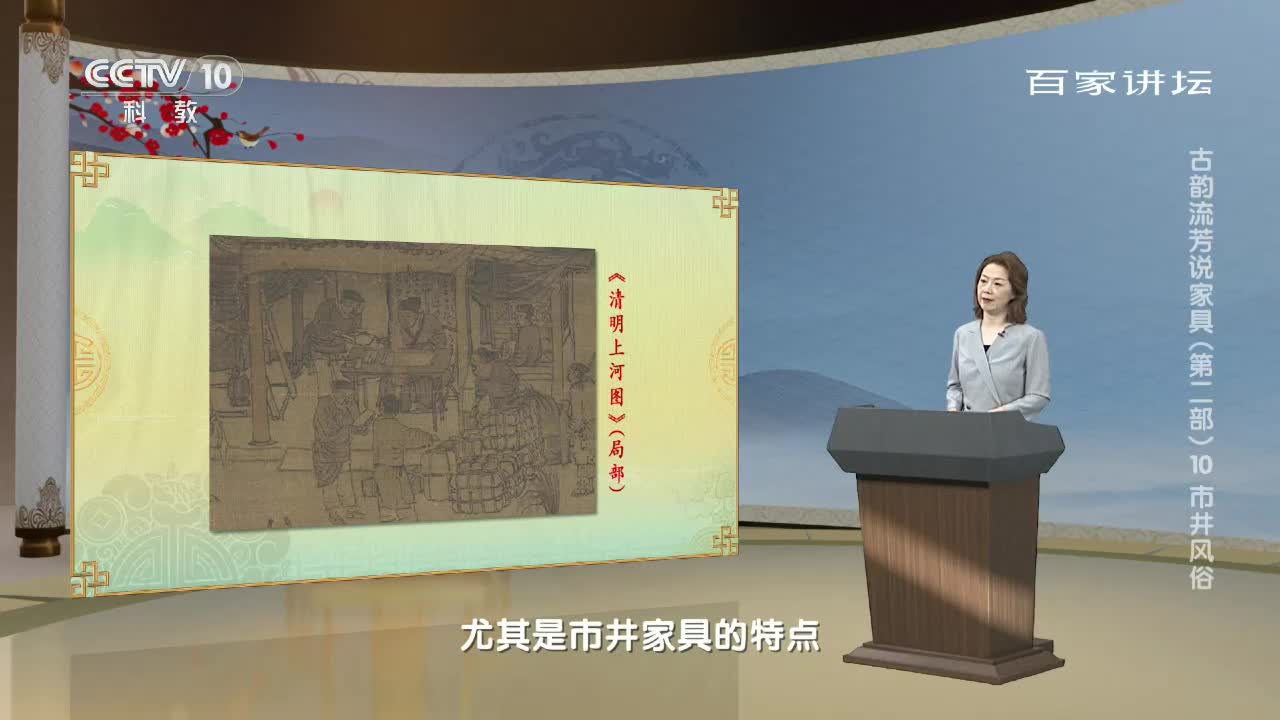 CCTV 10
科教
百家讲坛
古韵流芳说家具（第二部）10 市井风俗
《清明上河图》（局部）
尤其是市井家具的特点